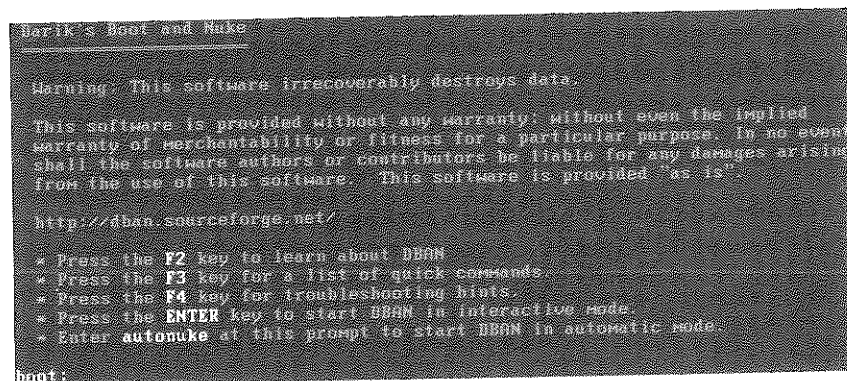 Darik's Boot and Nuke
Warning: This software irrecoverably destroys data.
This software is provided without any warranty; without even the implied
warranty of merchantability or fitness for a particular purpose. In no event
shall the software authors or contributors be liable for any damages arising
from the use of this software. This software is provided "as is".
http://dban.sourceforge.net/
* Press the F2 key to learn about DBAN.
* Press the F3 key for a list of quick commands.
* Press the F4 key for troubleshooting hints.
* Press the ENTER key to start DBAN in interactive mode.
* Enter autonuke at this prompt to start DBAN in automatic mode.
boot: